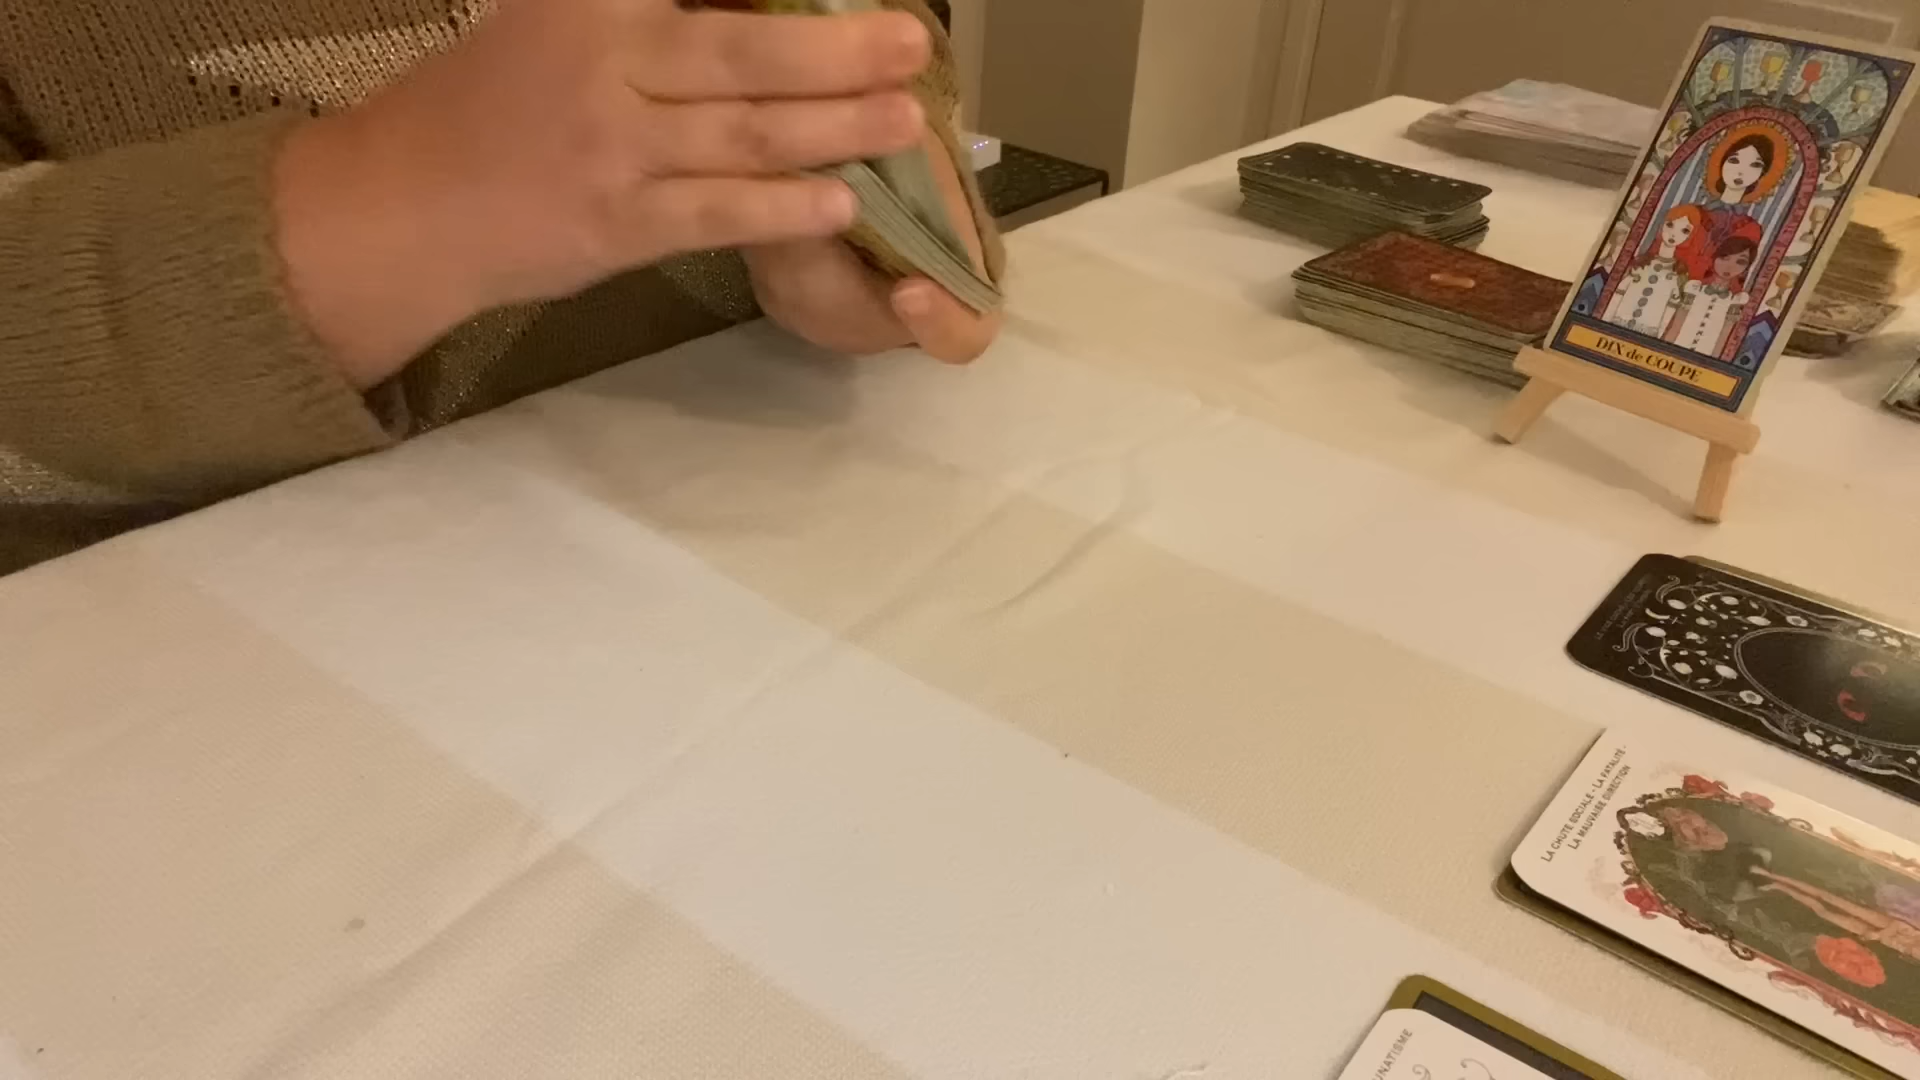 DIX de COUPE
LA CHUTE SOCIALE - LA FATALITÉ -
LA MAUVAISE DIRECTION